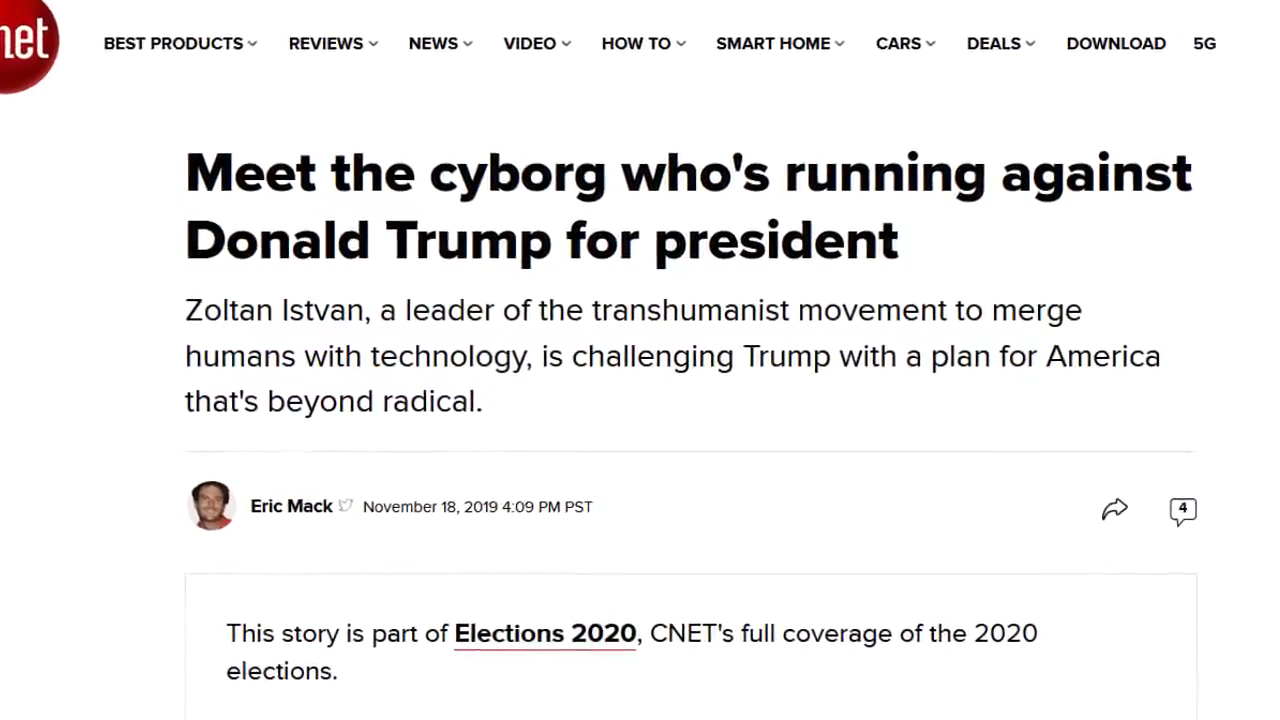 net
BEST PRODUCTS REVIEWS NEWS VIDEO HOW TO SMART HOME CARS DEALS DOWNLOAD 5G
Meet the cyborg who's running against
Donald Trump for president
Zoltan Istvan, a leader of the transhumanist movement to merge
humans with technology, is challenging Trump with a plan for America
that's beyond radical.
Eric Mack November 18, 2019 4:09 PM PST
4
This story is part of Elections 2020, CNET's full coverage of the 2020
elections.